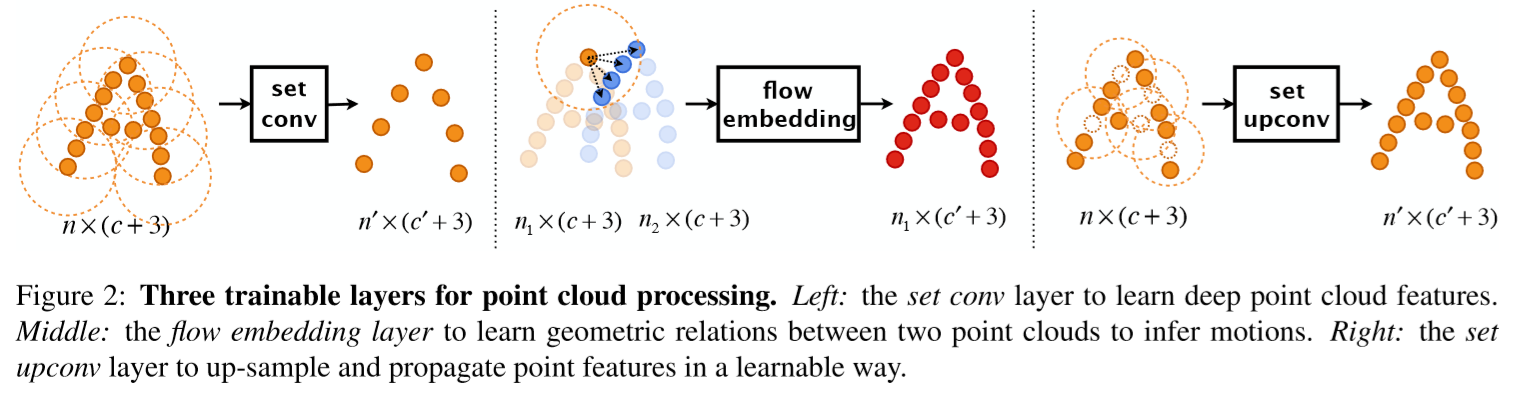 set
conv
n×(c+3)
n′×(c′+3)
flow
embedding
n₁×(c+3) n₂×(c+3)
n₁×(c′+3)
set
upconv
n×(c+3)
n′×(c′+3)
Figure 2: Three trainable layers for point cloud processing. Left: the set conv layer to learn deep point cloud features.
Middle: the flow embedding layer to learn geometric relations between two point clouds to infer motions. Right: the set
upconv layer to up-sample and propagate point features in a learnable way.